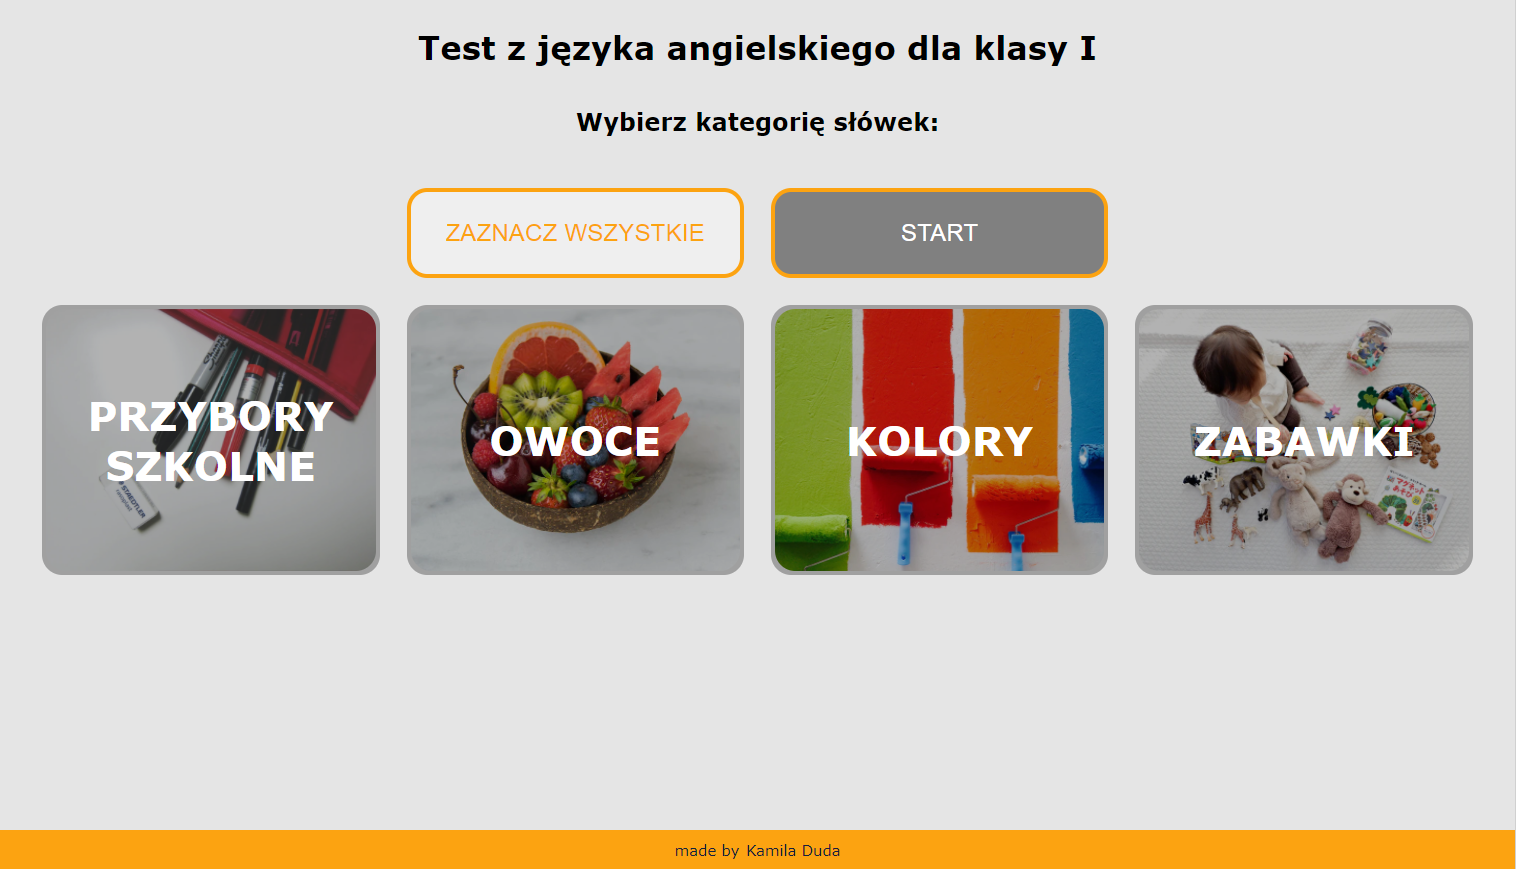 Test z języka angielskiego dla klasy I
Wybierz kategorię słówek:
ZAZNACZ WSZYSTKIE
START
PRZYBORY
SZKOLNE
OWOCE
KOLORY
ZABAWKI
STAEDTLER
made by Kamila Duda